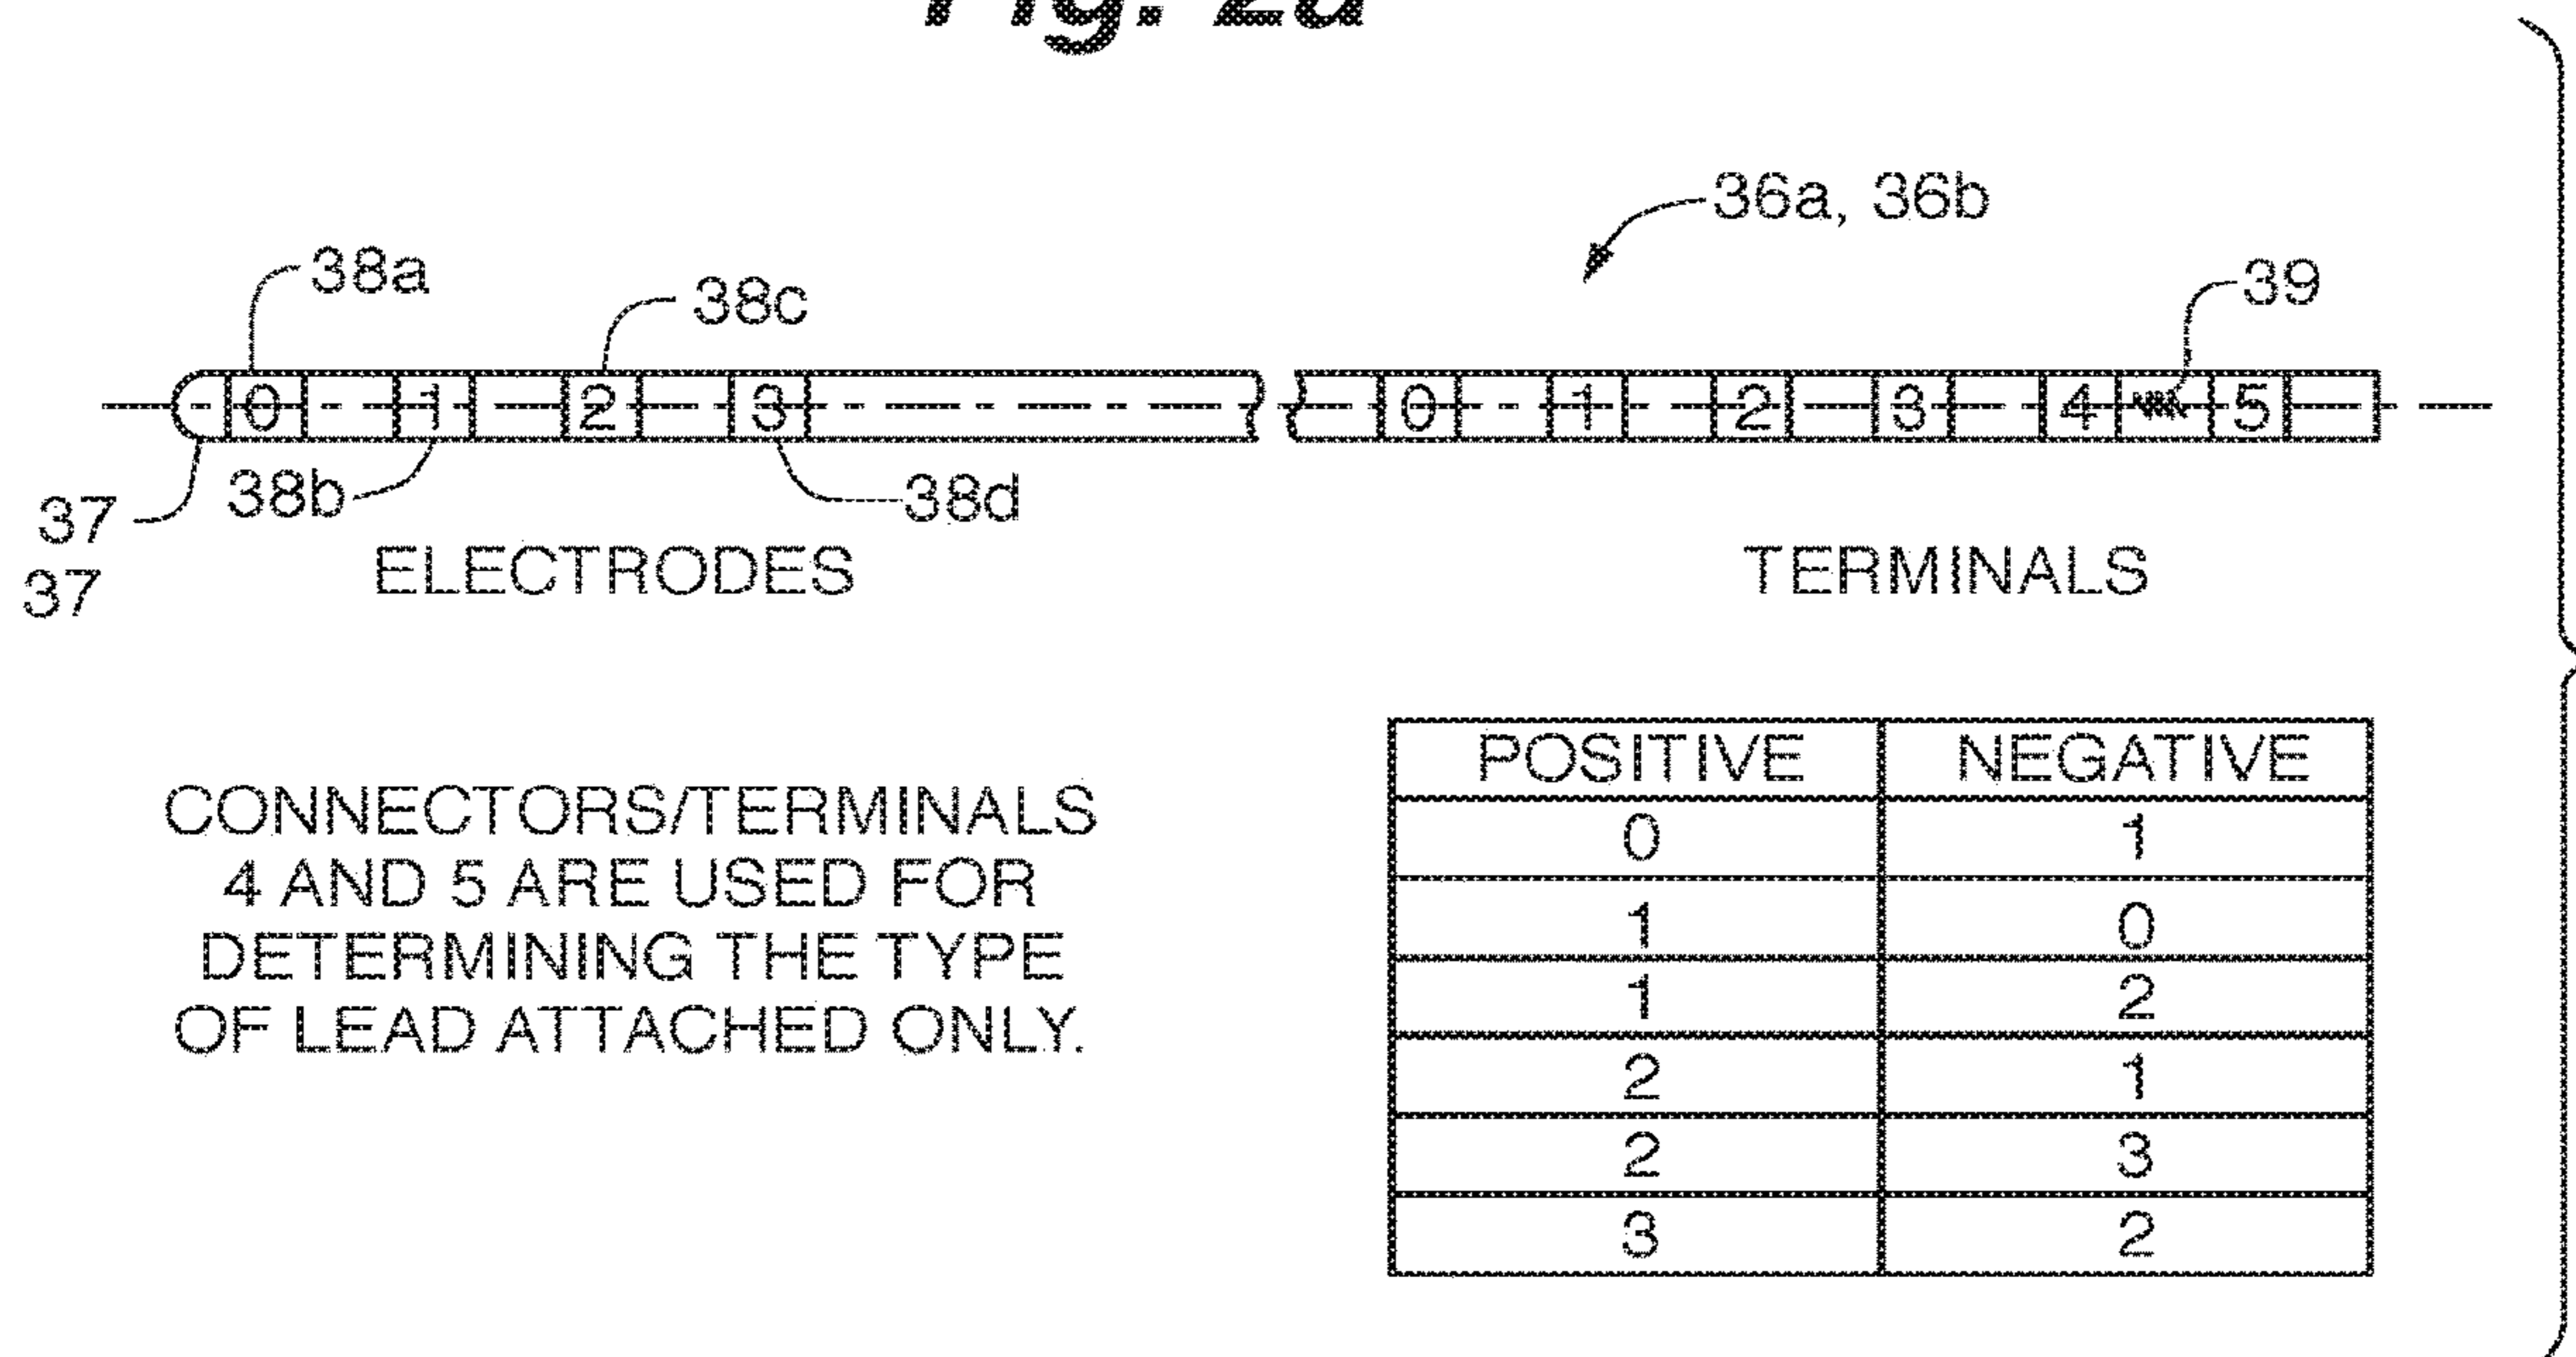 Fig. 2a
36a, 36b
38a
38c
39
0 1 2 3 0 1 2 3 4 5
37
38b
38d
37
ELECTRODES
TERMINALS
CONNECTORS/TERMINALS
4 AND 5 ARE USED FOR
DETERMINING THE TYPE
OF LEAD ATTACHED ONLY.
POSITIVE NEGATIVE
0 1
1 0
1 2
2 1
2 3
3 2